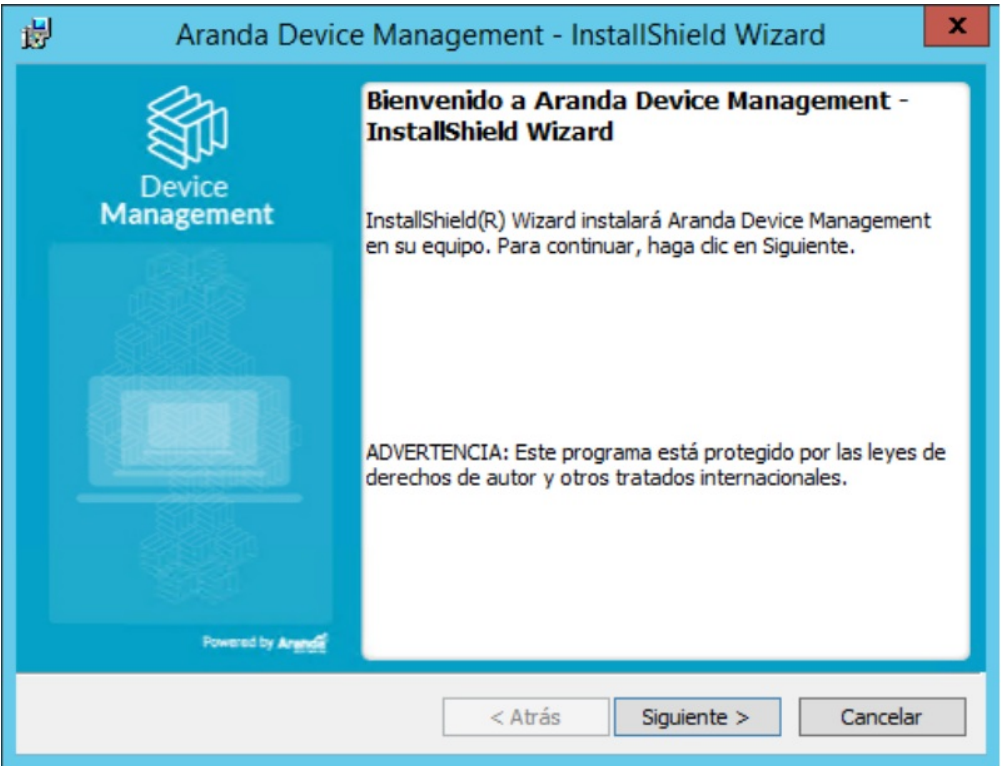 Aranda Device Management - InstallShield Wizard
x
Device
Management
Powered by Aranda
Bienvenido a Aranda Device Management -
InstallShield Wizard
InstallShield(R) Wizard instalará Aranda Device Management
en su equipo. Para continuar, haga clic en Siguiente.
ADVERTENCIA: Este programa está protegido por las leyes de
derechos de autor y otros tratados internacionales.
< Atrás
Siguiente >
Cancelar